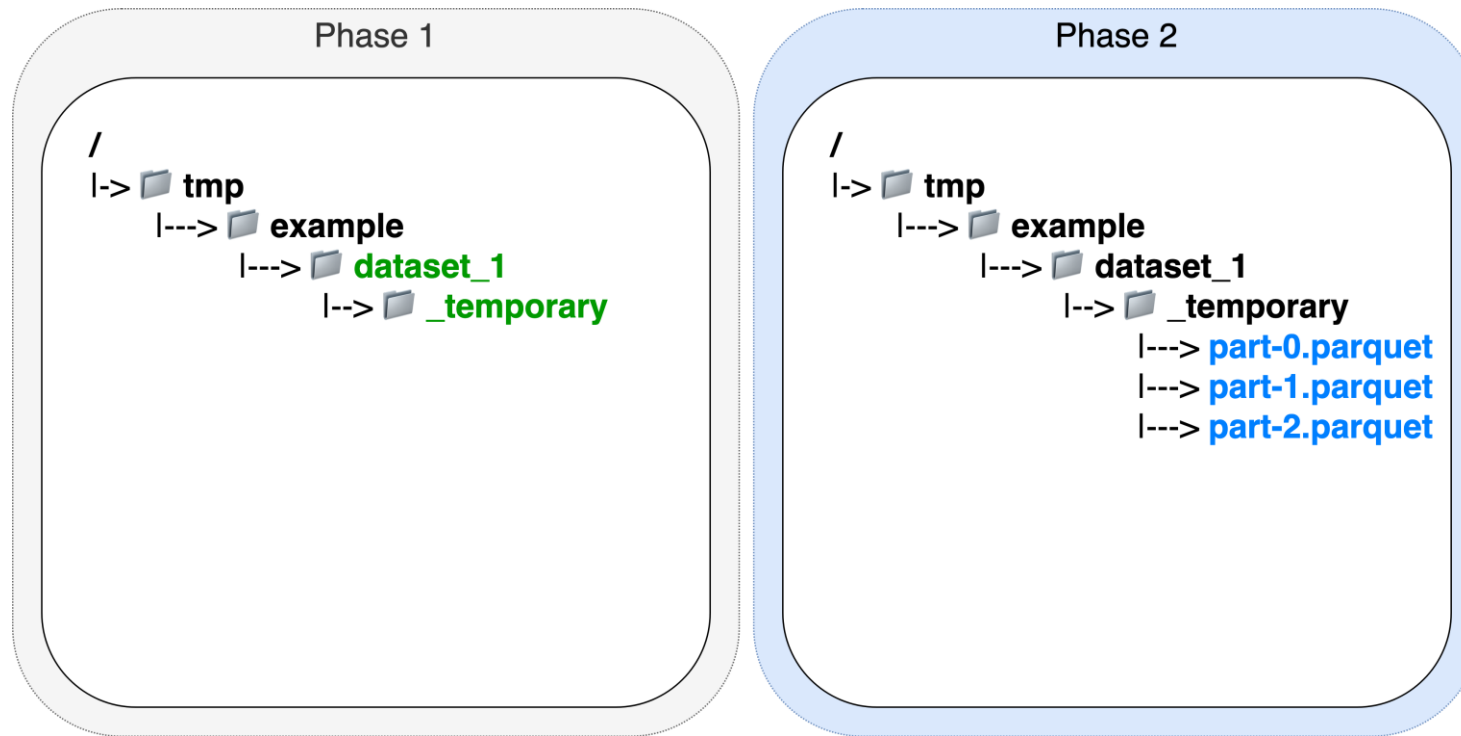 Phase 1
/
|-> tmp
|---> example
|---> dataset_1
|--> _temporary
Phase 2
/
|-> tmp
|---> example
|---> dataset_1
|--> _temporary
|---> part-0.parquet
|---> part-1.parquet
|---> part-2.parquet